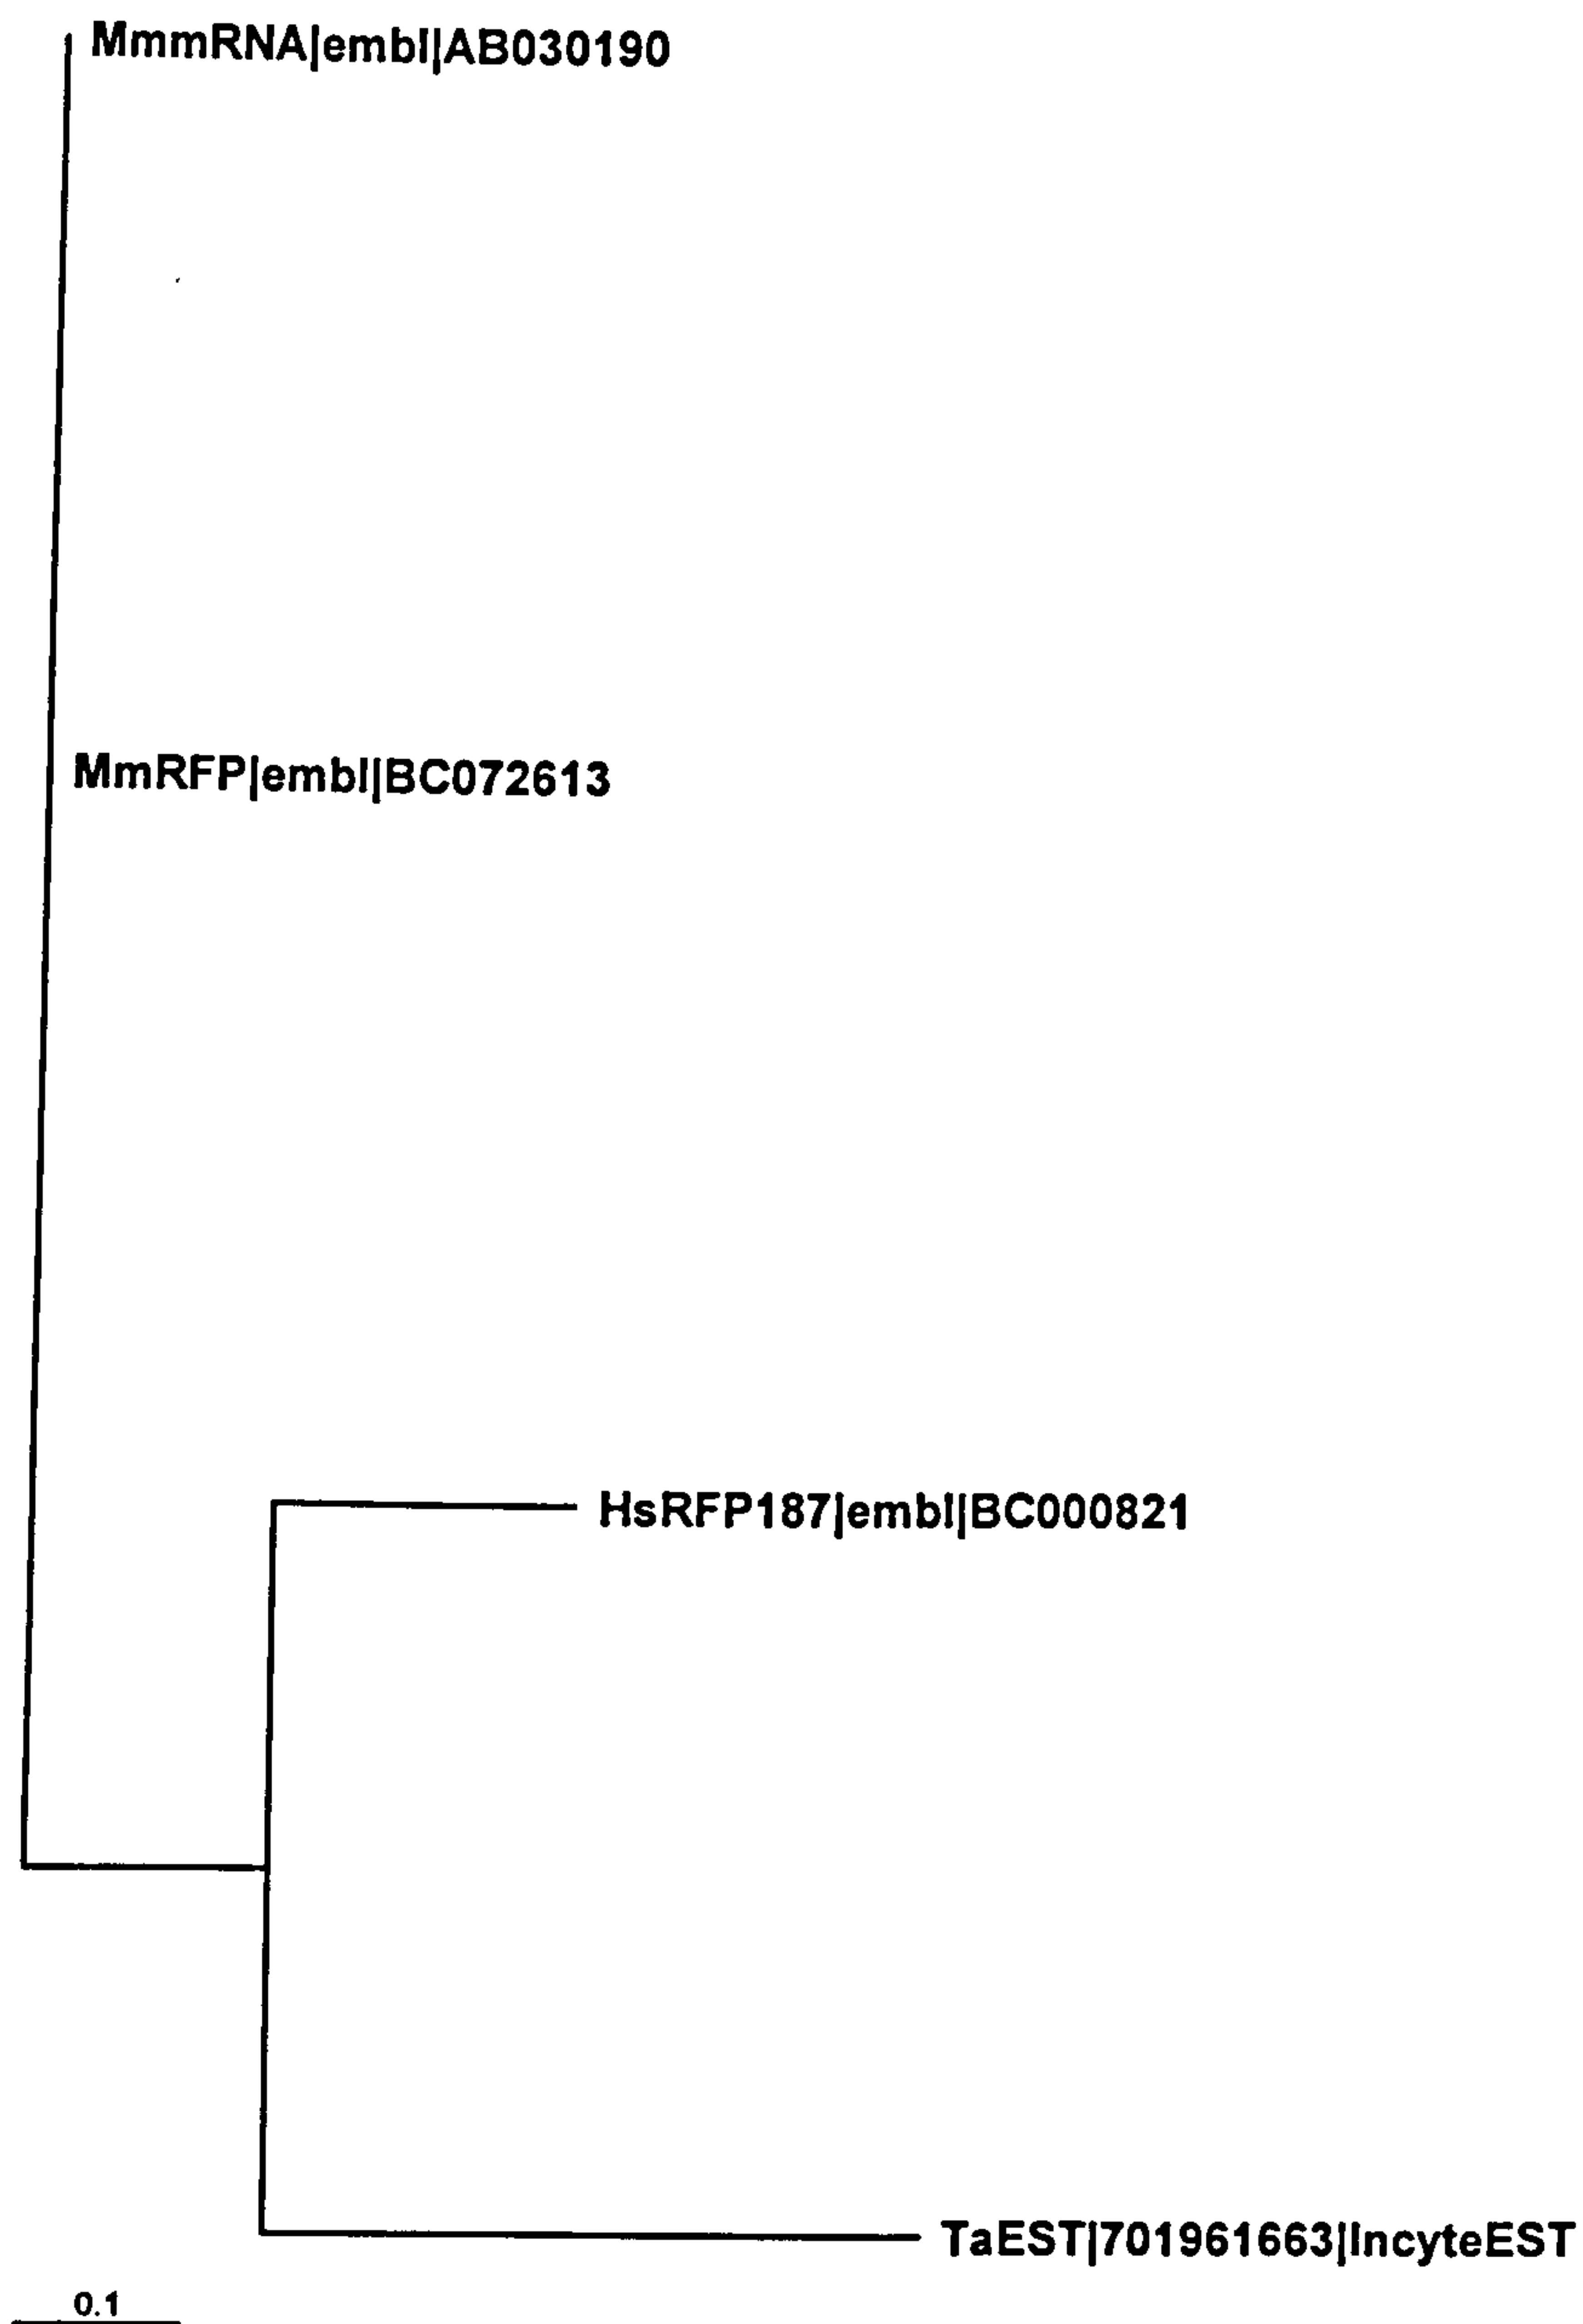 MmmRNA|embl|AB030190
MmRFP|embl|BC072613
HsRFP187|embl|BC000821
TaEST|701961663|IncyteEST
0.1